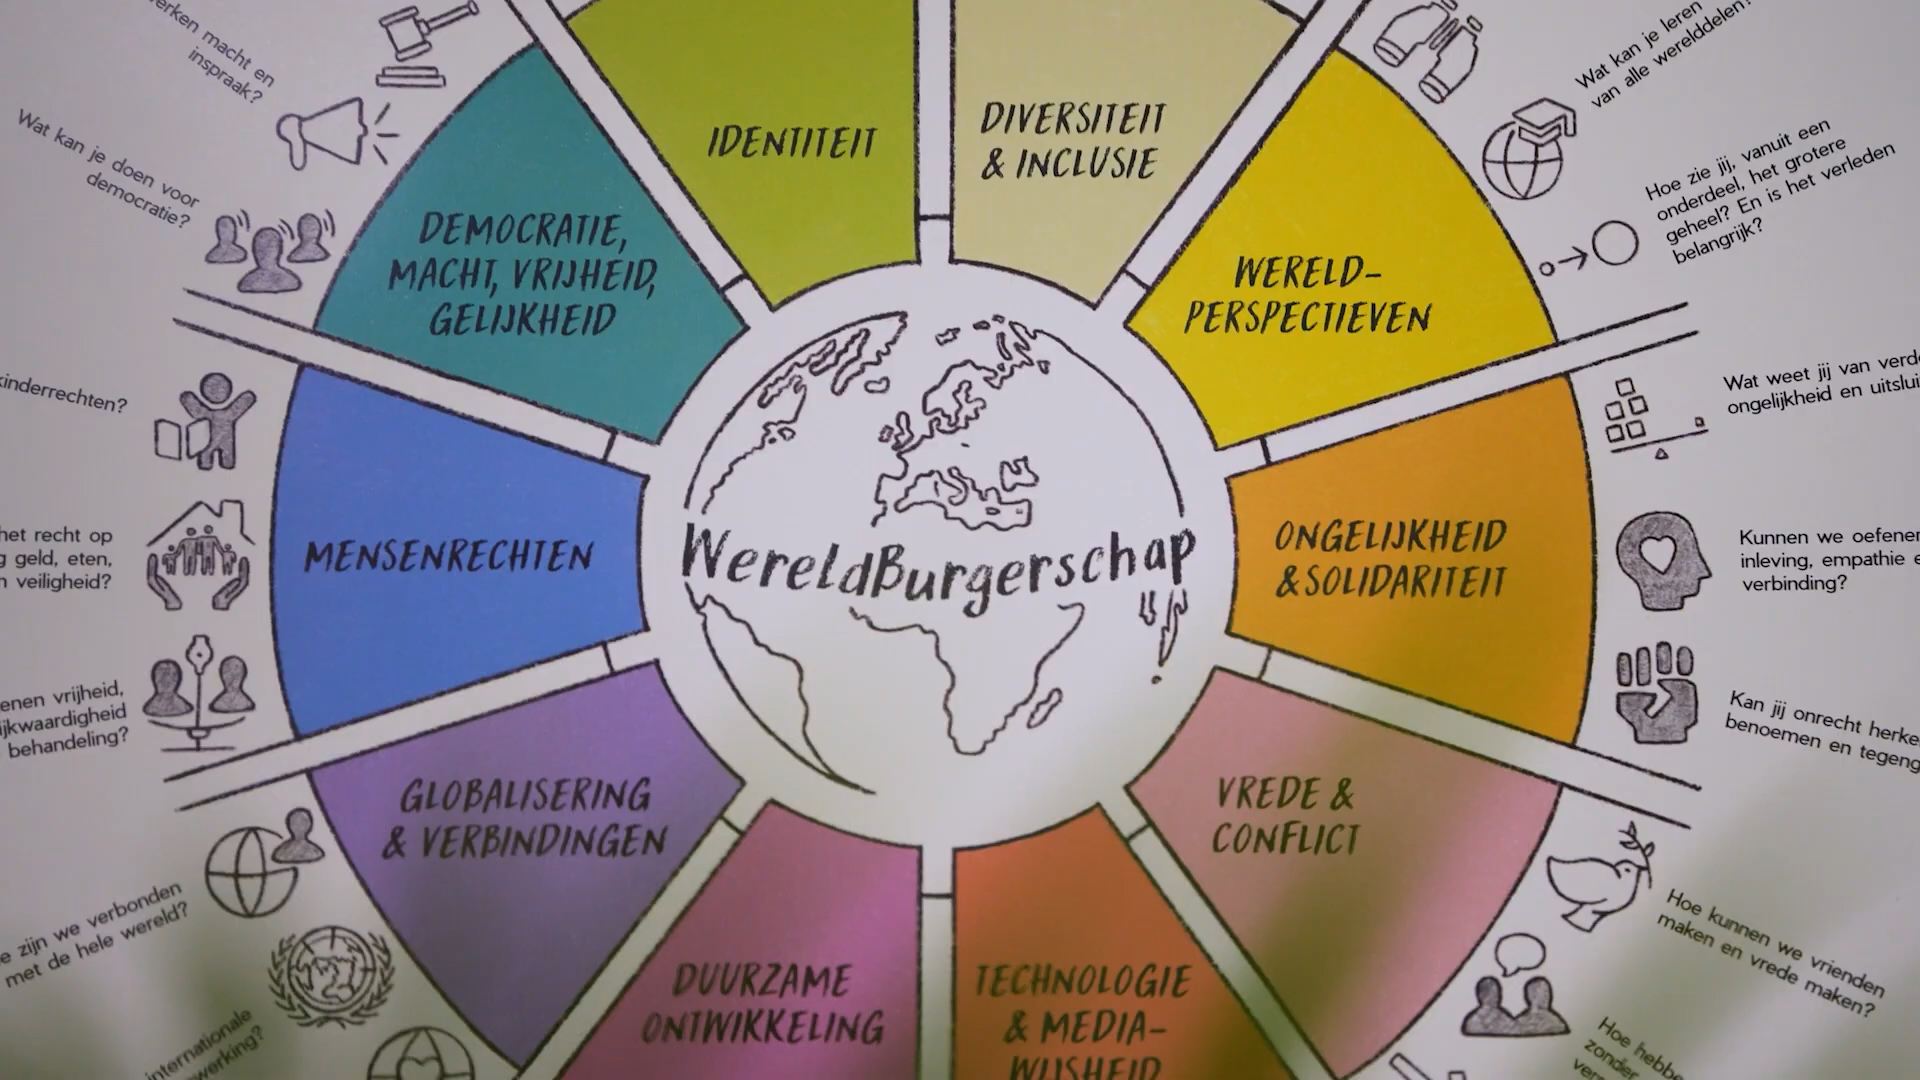 macht en
inspraak?
Wat kan je doen voor
democratie?
kinderrechten?
het recht op
geld, eten,
veiligheid?
vrijheid,
behandeling?
zijn we verbonden
met de hele wereld?
internationale
IDENTITEIT
DIVERSITEIT
& INCLUSIE
WERELD-
PERSPECTIEVEN
ONGELIJKHEID
& SOLIDARITEIT
VREDE &
CONFLICT
TECHNOLOGIE
& MEDIA-
WIJSHEID
DUURZAME
ONTWIKKELING
GLOBALISERING
& VERBINDINGEN
MENSENRECHTEN
DEMOCRATIE,
MACHT, VRIJHEID,
GELIJKHEID
WereldBurgerschap
Wat kan je leren
van alle werelddelen?
Hoe zie jij, vanuit een
onderdeel, het grotere
geheel? En is het verleden
belangrijk?
Wat weet jij van
ongelijkheid en
Kunnen we
inleving, empathie
verbinding?
Kan jij onrecht
benoemen en
Hoe kunnen we vrienden
maken en vrede maken?
Hoe
zonder